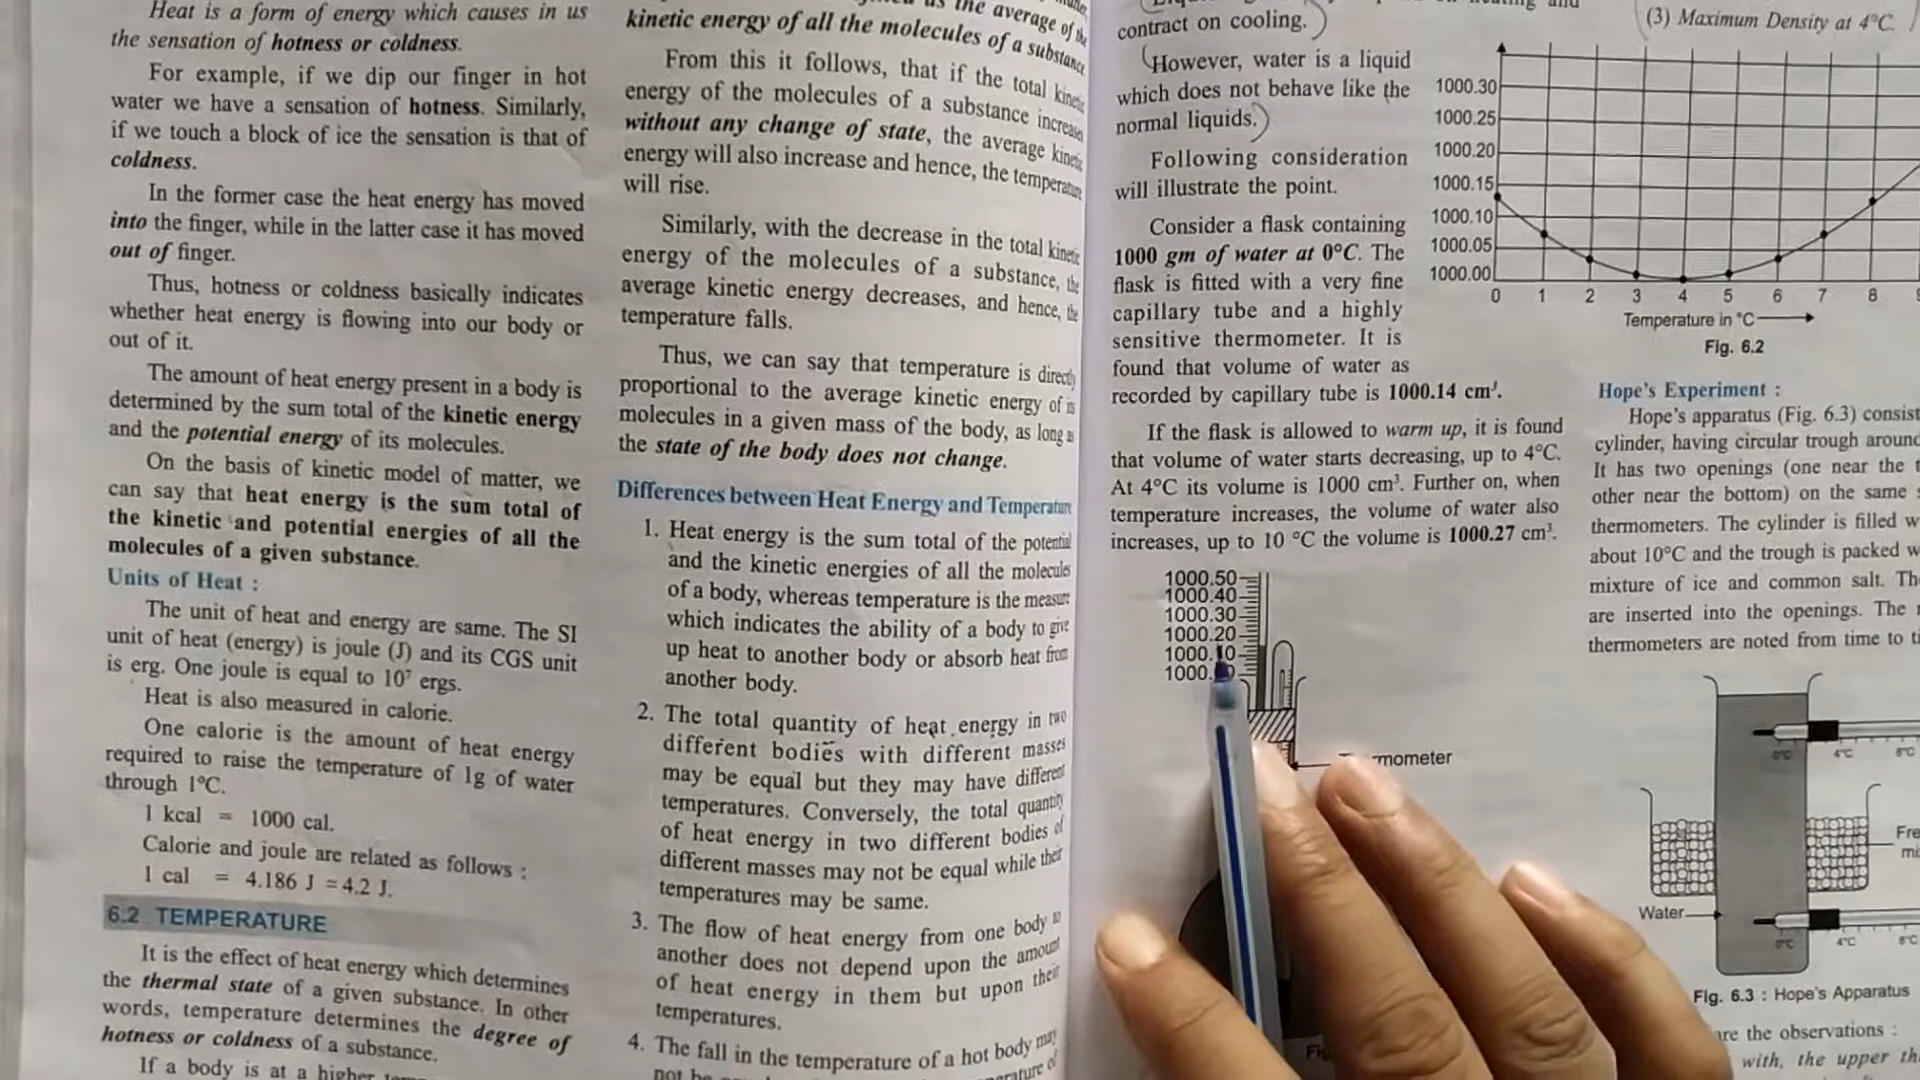 Heat is a form of energy which causes in us
the sensation of hotness or coldness.
For example, if we dip our finger in hot
water we have a sensation of hotness. Similarly,
if we touch a block of ice the sensation is that of
coldness.
In the former case the heat energy has moved
into the finger, while in the latter case it has moved
out of finger.
Thus, hotness or coldness basically indicates
whether heat energy is flowing into our body or
out of it.
The amount of heat energy present in a body is
determined by the sum total of the kinetic energy
and the potential energy of its molecules.
On the basis of kinetic model of matter, we
can say that heat energy is the sum total of
the kinetic and potential energies of all the
molecules of a given substance.
Units of Heat :
The unit of heat and energy are same. The SI
unit of heat (energy) is joule (J) and its CGS unit
is erg. One joule is equal to 10⁷ ergs.
Heat is also measured in calorie.
One calorie is the amount of heat energy
required to raise the temperature of 1g of water
through 1°C.
1 kcal = 1000 cal.
Calorie and joule are related as follows :
1 cal = 4.186 J = 4.2 J.
6.2 TEMPERATURE
It is the effect of heat energy which determines
the thermal state of a given substance. In other
words, temperature determines the degree of
hotness or coldness of a substance.
If a body is at a higher
as the average of the
kinetic energy of all the molecules of a substance
From this it follows, that if the total kinetic
energy of the molecules of a substance increases
without any change of state, the average kinetic
energy will also increase and hence, the temperature
will rise.
Similarly, with the decrease in the total kinetic
energy of the molecules of a substance, the
average kinetic energy decreases, and hence, the
temperature falls.
Thus, we can say that temperature is directly
proportional to the average kinetic energy of its
molecules in a given mass of the body, as long as
the state of the body does not change.
Differences between Heat Energy and Temperature
1. Heat energy is the sum total of the potential
and the kinetic energies of all the molecules
of a body, whereas temperature is the measure
which indicates the ability of a body to give
up heat to another body or absorb heat from
another body.
2. The total quantity of heat energy in two
different bodies with different masses
may be equal but they may have different
temperatures. Conversely, the total quantity
of heat energy in two different bodies of
different masses may not be equal while their
temperatures may be same.
3. The flow of heat energy from one body to
another does not depend upon the amount
of heat energy in them but upon their
temperatures.
4. The fall in the temperature of a hot body may
not be
contract on cooling.
However, water is a liquid
which does not behave like the
normal liquids.
Following consideration
will illustrate the point.
Consider a flask containing
1000 gm of water at 0°C. The
flask is fitted with a very fine
capillary tube and a highly
sensitive thermometer. It is
found that volume of water as
recorded by capillary tube is 1000.14 cm³.
If the flask is allowed to warm up, it is found
that volume of water starts decreasing, up to 4°C.
At 4°C its volume is 1000 cm³. Further on, when
temperature increases, the volume of water also
increases, up to 10 °C the volume is 1000.27 cm³.
1000.50
1000.40
1000.30
1000.20
1000.10
1000.
(3) Maximum Density at 4°C.
1000.30
1000.25
1000.20
1000.15
1000.10
1000.05
1000.00
0 1 2 3 4 5 6 7 8
Temperature in °C
Fig. 6.2
Hope's Experiment :
Hope's apparatus (Fig. 6.3) consist
cylinder, having circular trough around
It has two openings (one near the
other near the bottom) on the same
thermometers. The cylinder is filled
about 10°C and the trough is packed
mixture of ice and common salt.
are inserted into the openings. The
thermometers are noted from time to
0°C 4°C 8°C
Water
0°C 4°C 8°C
Fig. 6.3 : Hope's Apparatus
the observations :
with, the upper